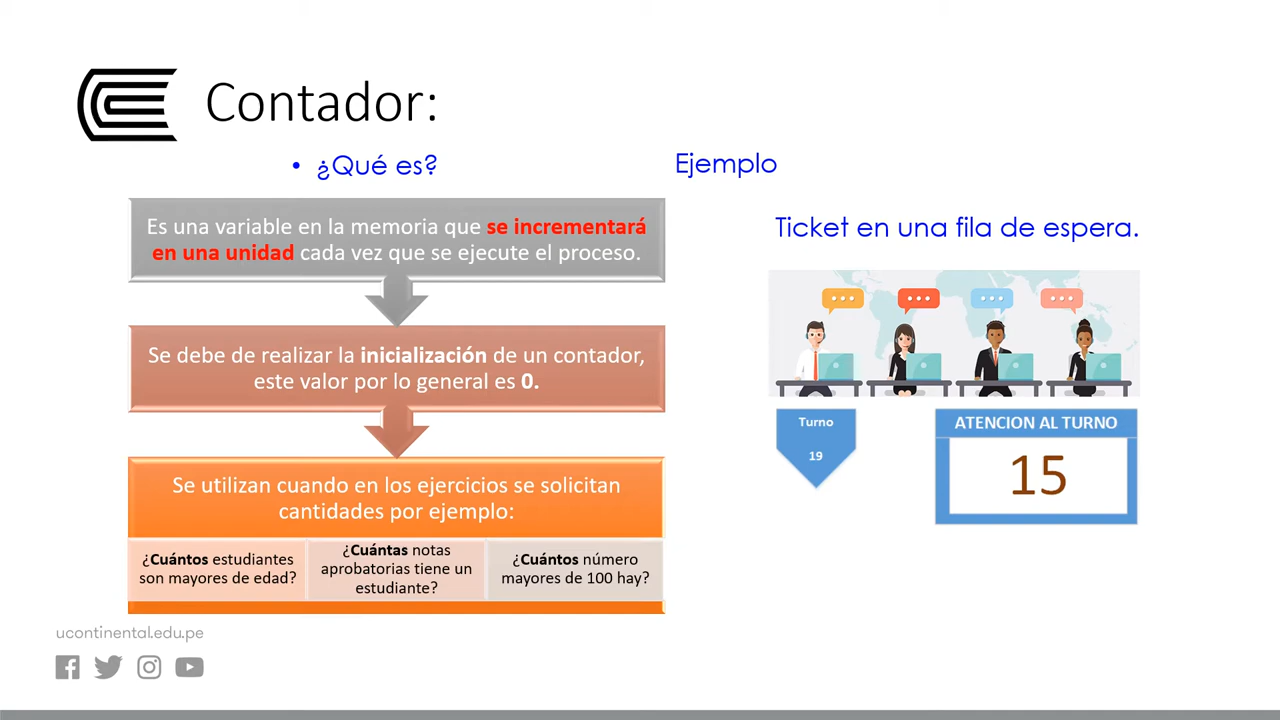 Contador:
• ¿Qué es?
Es una variable en la memoria que se incrementará
en una unidad cada vez que se ejecute el proceso.
Se debe de realizar la inicialización de un contador,
este valor por lo general es 0.
Se utilizan cuando en los ejercicios se solicitan
cantidades por ejemplo:
¿Cuántos estudiantes
son mayores de edad?
¿Cuántas notas
aprobatorias tiene un
estudiante?
¿Cuántos número
mayores de 100 hay?
Ejemplo
Ticket en una fila de espera.
Turno
19
ATENCION AL TURNO
15
ucontinental.edu.pe